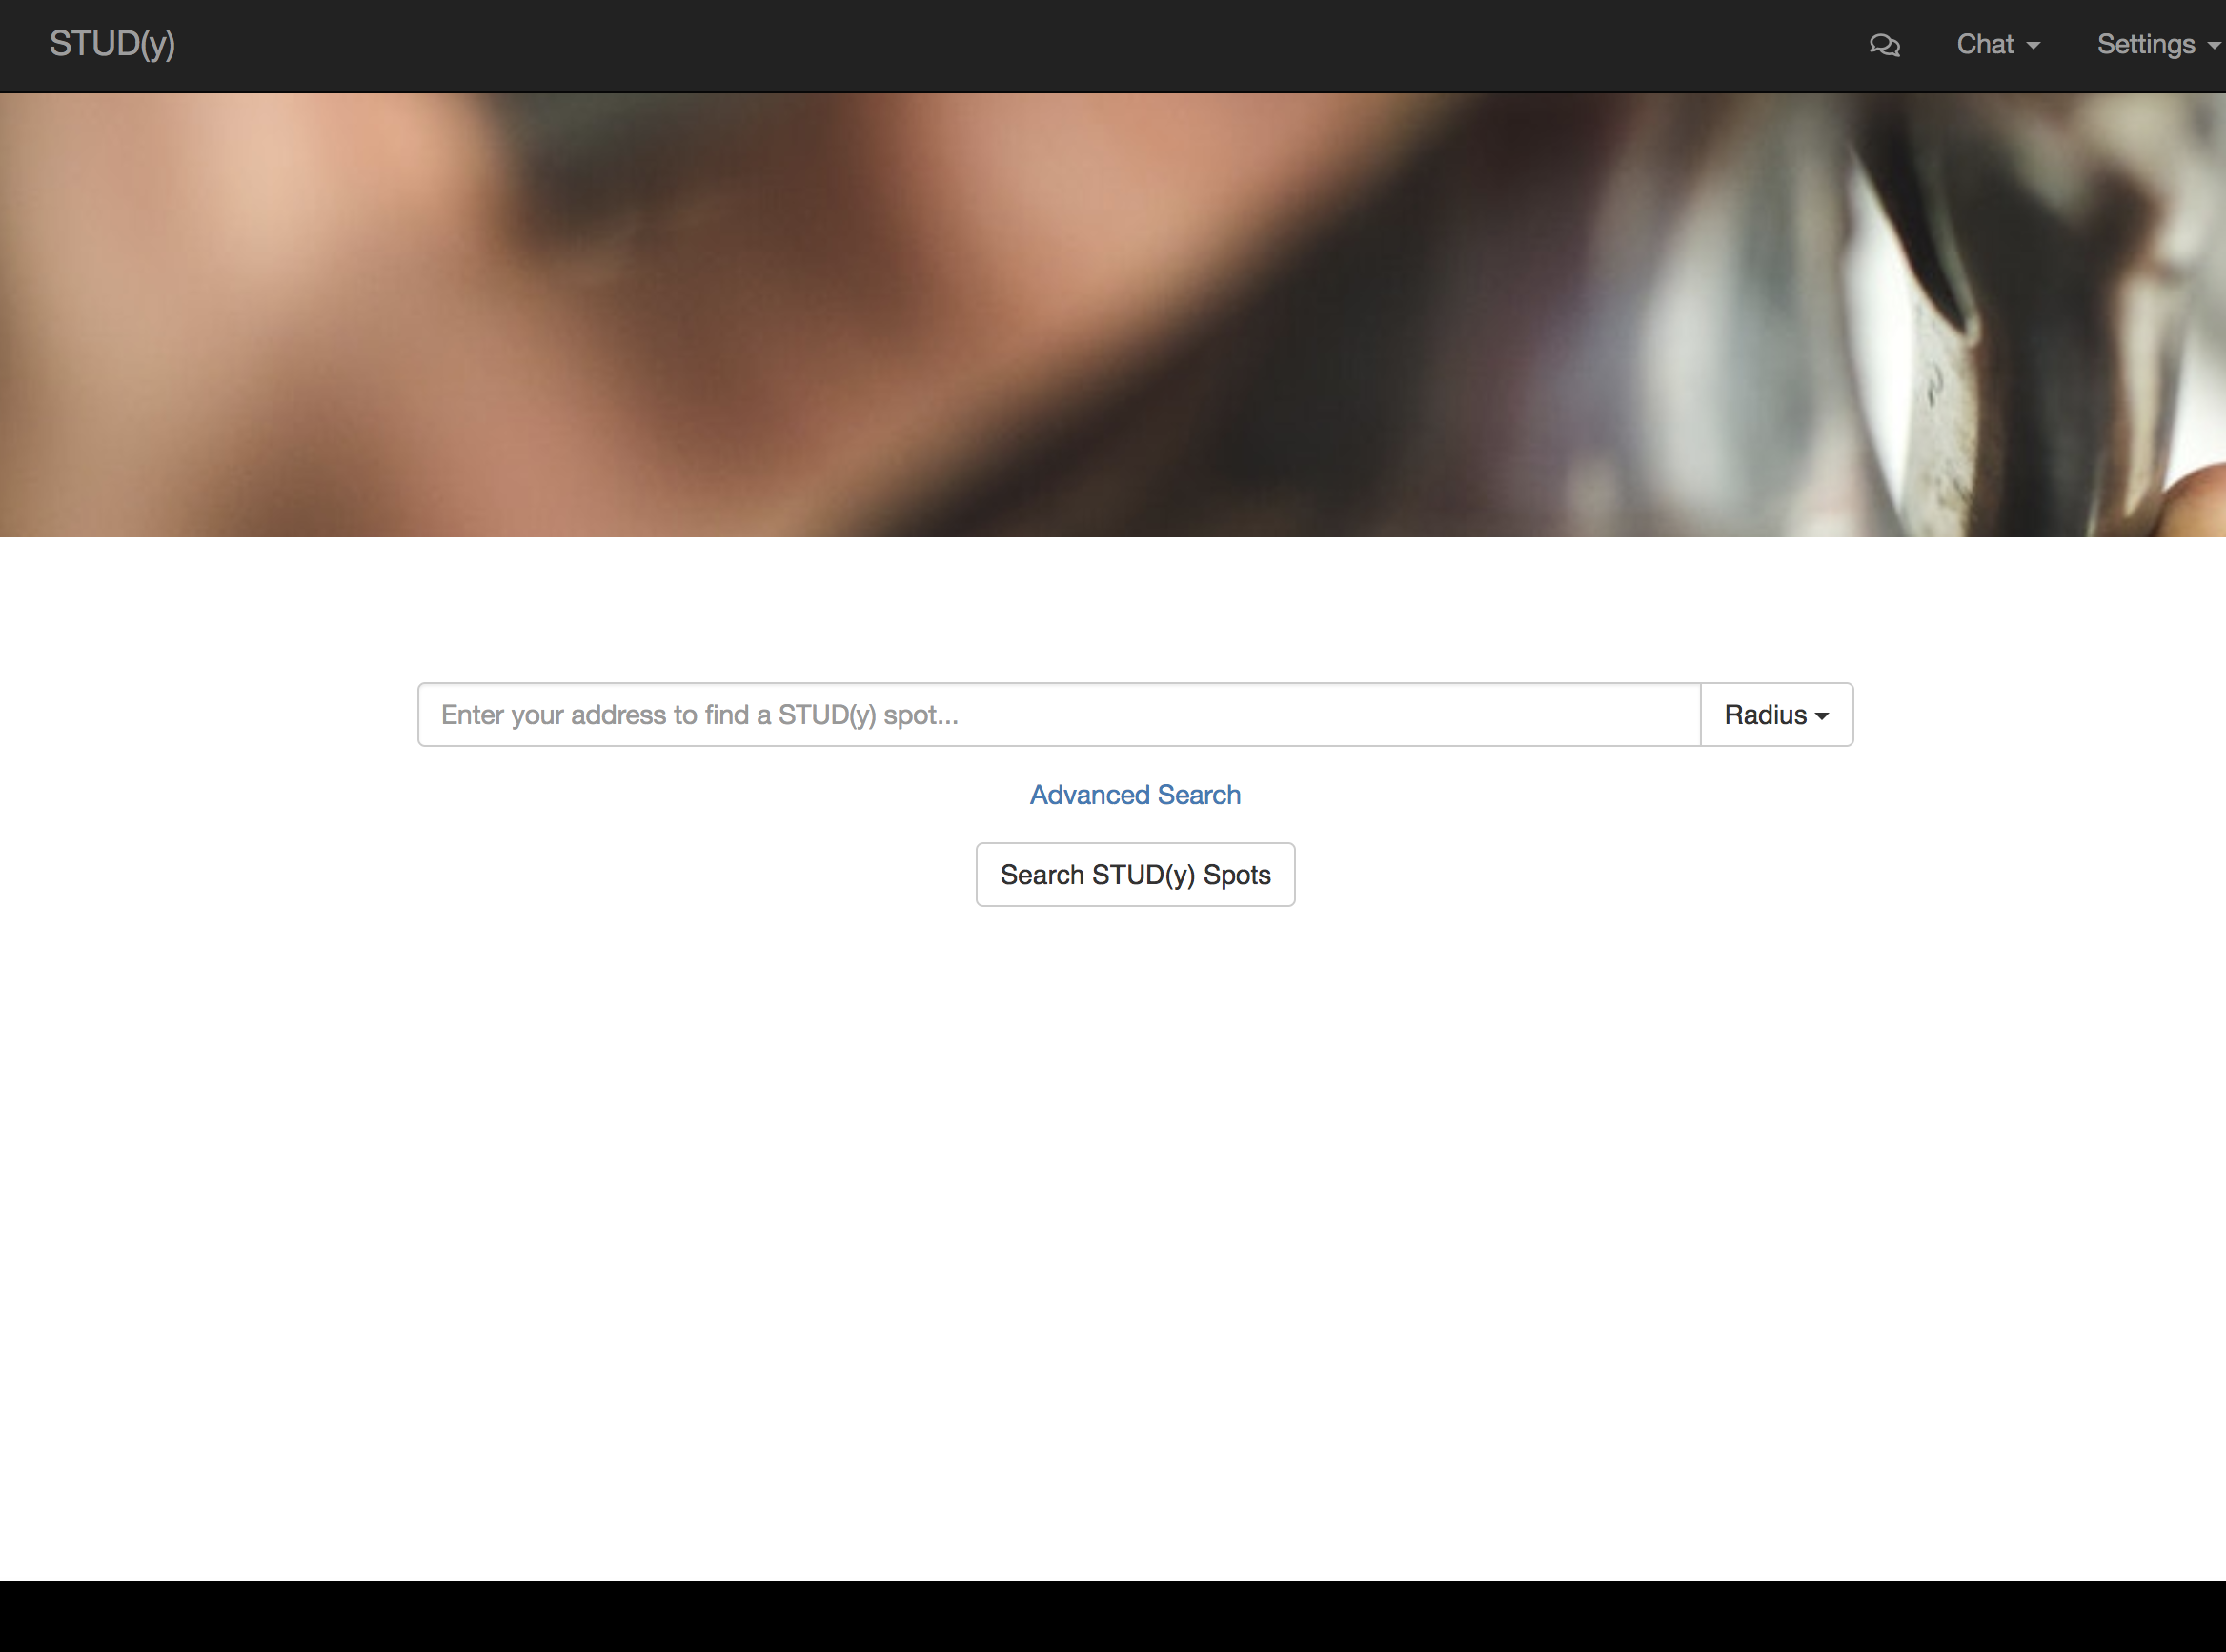 STUD(y)
Chat
Settings
Enter your address to find a STUD(y) spot...
Radius
Advanced Search
Search STUD(y) Spots